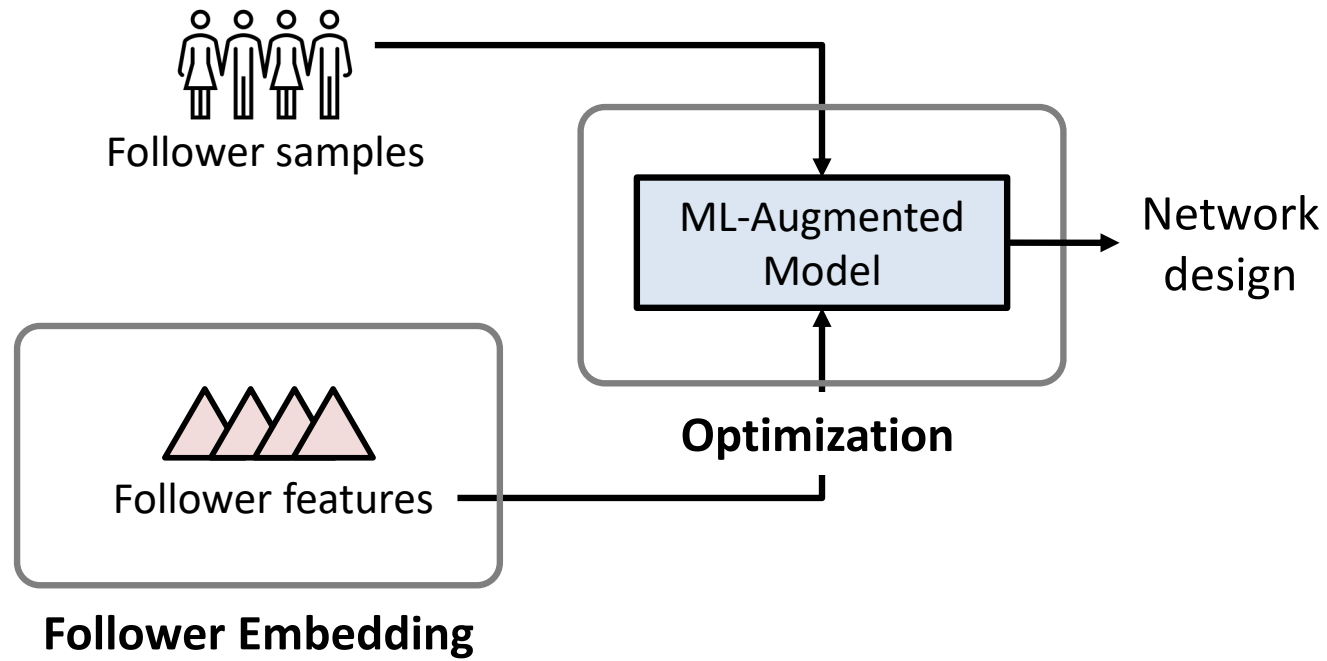 Follower samples
ML-Augmented
Model
Network
design
Optimization
Follower features
Follower Embedding